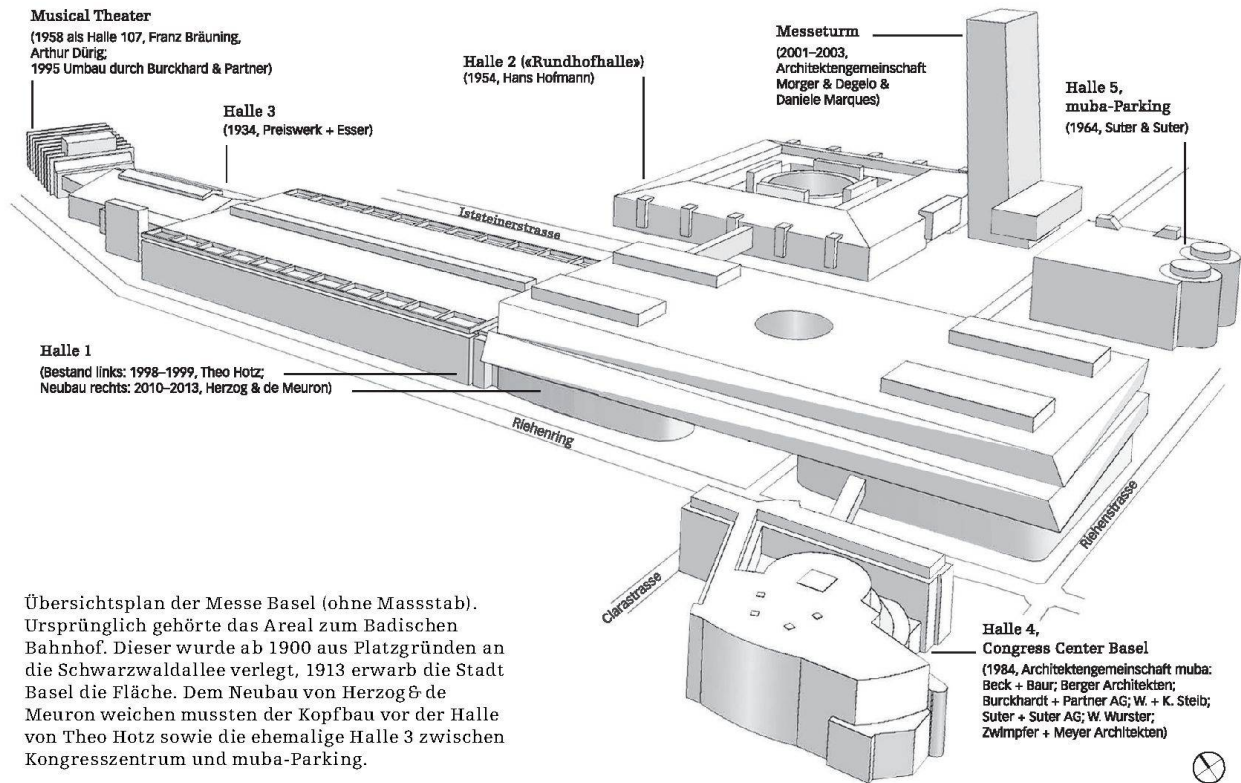 Musical Theater
(1958 als Halle 107, Franz Bräuning,
Arthur Dürig;
1995 Umbau durch Burckhard & Partner)
Halle 3
(1934, Preiswerk + Esser)
Halle 2 («Rundhofhalle»)
(1954, Hans Hofmann)
Messeturm
(2001–2003,
Architektengemeinschaft
Morger & Degelo &
Daniele Marques)
Halle 5,
muba-Parking
(1964, Suter & Suter)
Iststeinerstrasse
Halle 1
(Bestand links: 1998–1999, Theo Hotz;
Neubau rechts: 2010–2013, Herzog & de Meuron)
Riehenring
Riehenstrasse
Clarastrasse
Übersichtsplan der Messe Basel (ohne Massstab).
Ursprünglich gehörte das Areal zum Badischen
Bahnhof. Dieser wurde ab 1900 aus Platzgründen an
die Schwarzwaldallee verlegt, 1913 erwarb die Stadt
Basel die Fläche. Dem Neubau von Herzog & de
Meuron weichen mussten der Kopfbau vor der Halle
von Theo Hotz sowie die ehemalige Halle 3 zwischen
Kongresszentrum und muba-Parking.
Halle 4,
Congress Center Basel
(1984, Architektengemeinschaft muba:
Beck + Baur; Berger Architekten;
Burckhardt + Partner AG; W. + K. Steib;
Suter + Suter AG; W. Wurster;
Zwimpfer + Meyer Architekten)